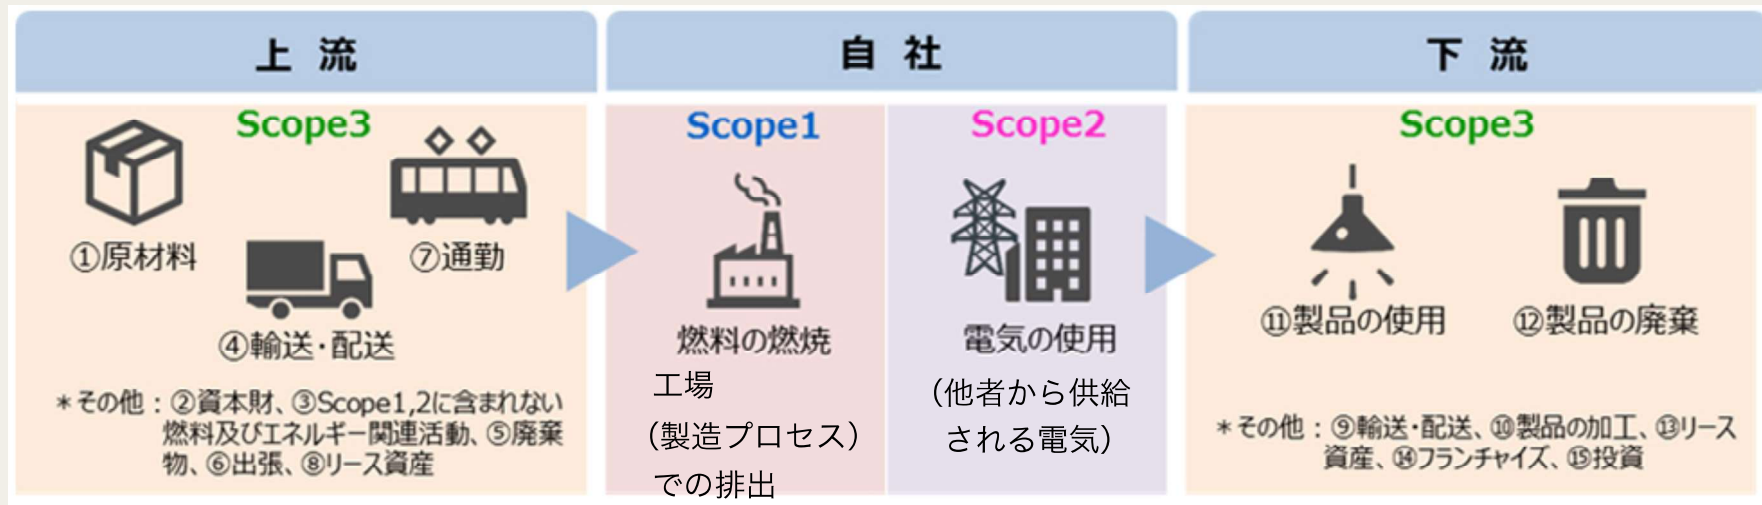 上 流
自 社
下 流
Scope3
①原材料
⑦通勤
④輸送・配送
＊その他：②資本財、③Scope1,2に含まれない
燃料及びエネルギー関連活動、⑤廃棄
物、⑥出張、⑧リース資産
Scope1
燃料の燃焼
工場
（製造プロセス）
での排出
Scope2
電気の使用
（他者から供給
される電気）
Scope3
⑪製品の使用
⑫製品の廃棄
＊その他：⑨輸送・配送、⑩製品の加工、⑬リース
資産、⑭フランチャイズ、⑮投資